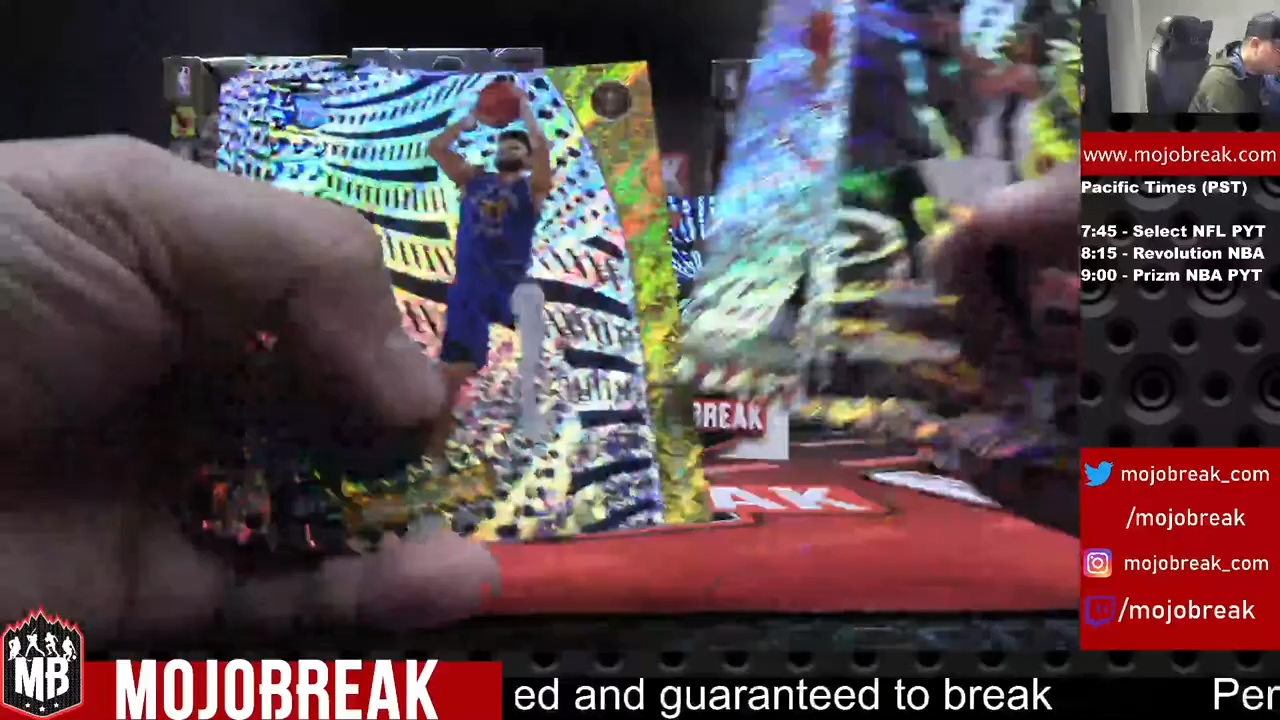 www.mojobreak.com
Pacific Times (PST)
7:45 - Select NFL PYT
8:15 - Revolution NBA
9:00 - Prizm NBA PYT
BREAK
AK
mojobreak_com
/mojobreak
mojobreak_com
/mojobreak
MB
MOJOBREAK
ed and guaranteed to break Per